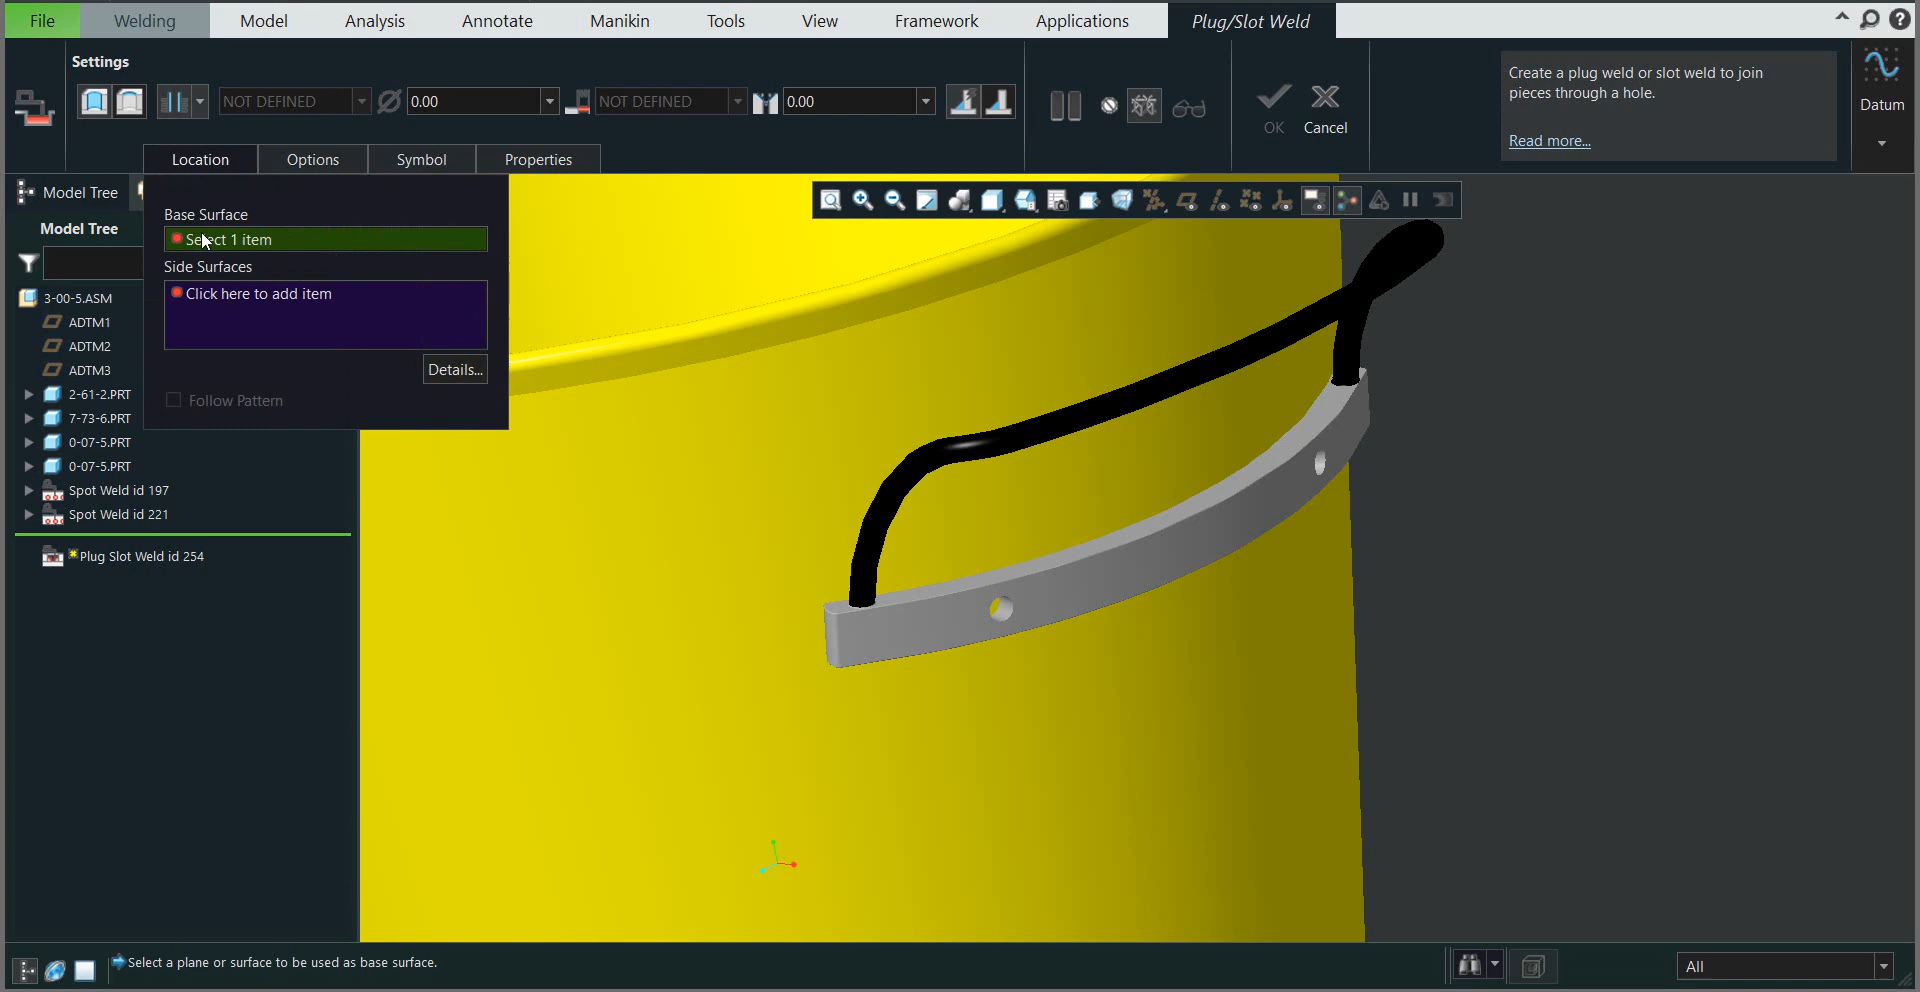 File Welding Model Analysis Annotate Manikin Tools View Framework Applications Plug/Slot Weld
Settings
NOT DEFINED 0.00 NOT DEFINED 0.00
OK Cancel
Create a plug weld or slot weld to join
pieces through a hole.
Read more...
Datum
Location Options Symbol Properties
Model Tree
Model Tree
Base Surface
Select 1 item
Side Surfaces
Click here to add item
Details...
Follow Pattern
3-00-5.ASM
ADTM1
ADTM2
ADTM3
2-61-2.PRT
7-73-6.PRT
0-07-5.PRT
0-07-5.PRT
Spot Weld id 197
Spot Weld id 221
Plug Slot Weld id 254
Select a plane or surface to be used as base surface.
All